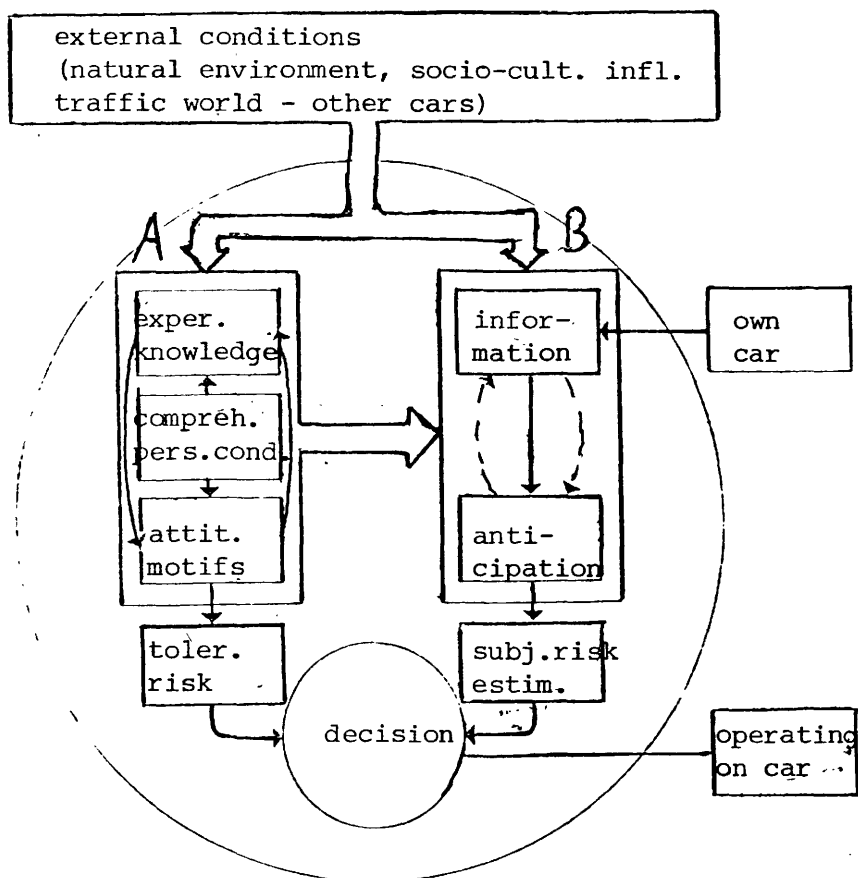 external conditions
(natural environment, socio-cult. infl.
traffic world - other cars)
A
B
exper.
knowledge
compreh.
pers.cond.
attit.
motifs
infor-
mation
anti-
cipation
own
car
toler.
risk
subj.risk
estim.
decision
operating
on car